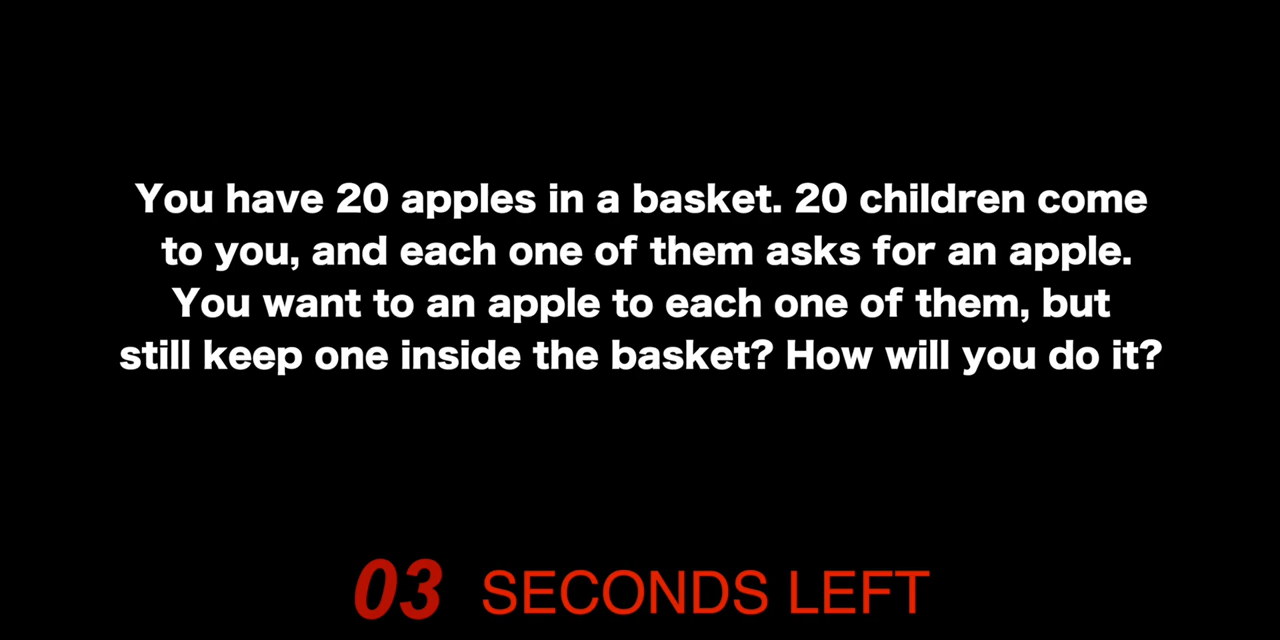 You have 20 apples in a basket. 20 children come
to you, and each one of them asks for an apple.
You want to an apple to each one of them, but
still keep one inside the basket? How will you do it?
03 SECONDS LEFT